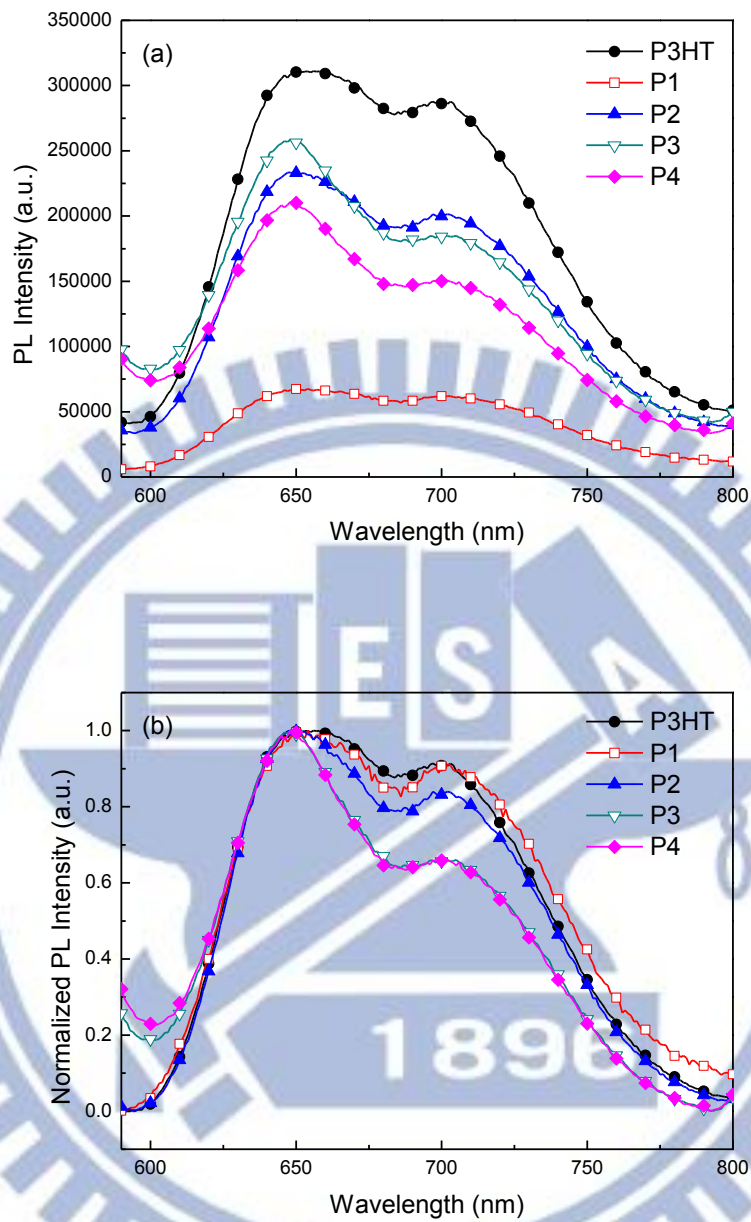 (a)
P3HT
P1
P2
P3
P4
350000
300000
250000
200000
150000
100000
50000
0
PL Intensity (a.u.)
600 650 700 750 800
Wavelength (nm)
E S A
(b)
P3HT
P1
P2
P3
P4
1.0
0.8
0.6
0.4
0.2
0.0
Normalized PL Intensity (a.u.)
1896
600 650 700 750 800
Wavelength (nm)